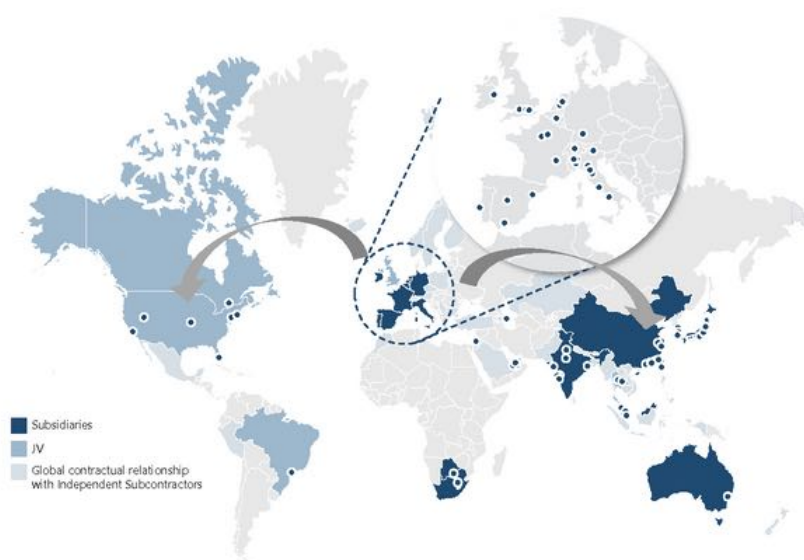 Subsidiaries
JV
Global contractual relationship
with Independent Subcontractors